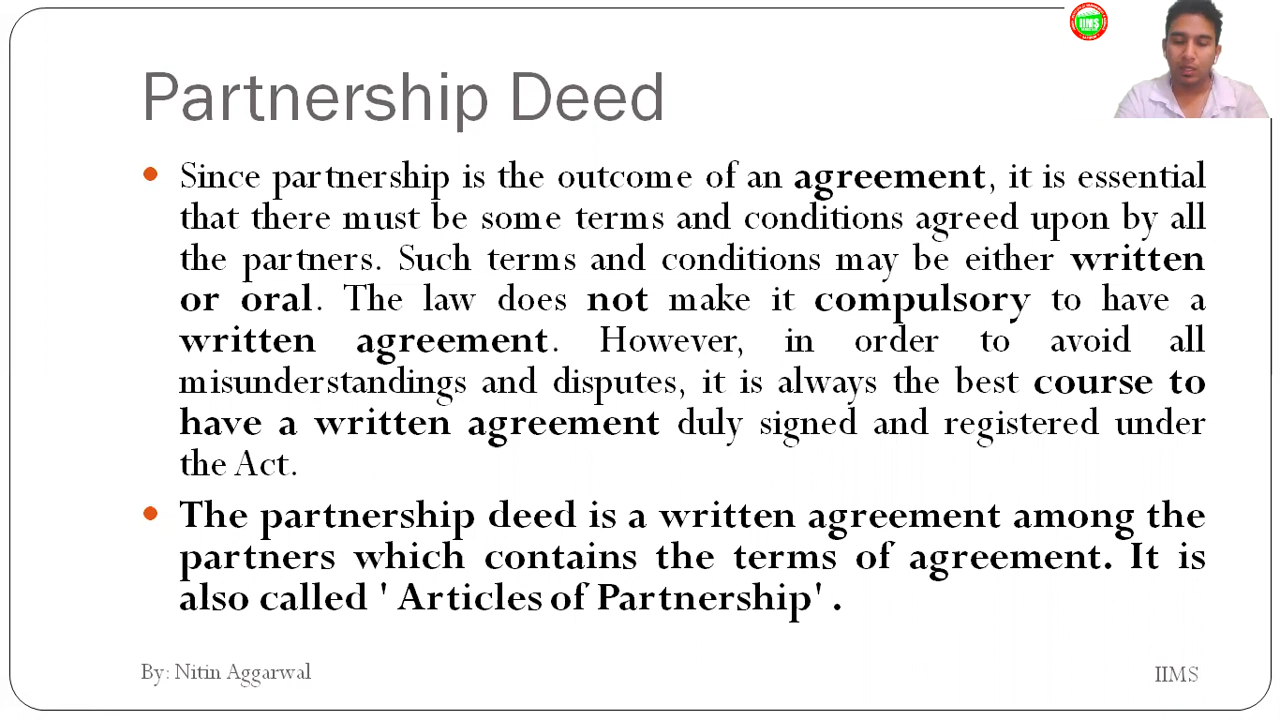 IIMS
Partnership Deed
• Since partnership is the outcome of an agreement, it is essential
that there must be some terms and conditions agreed upon by all
the partners. Such terms and conditions may be either written
or oral. The law does not make it compulsory to have a
written agreement. However, in order to avoid all
misunderstandings and disputes, it is always the best course to
have a written agreement duly signed and registered under
the Act.
• The partnership deed is a written agreement among the
partners which contains the terms of agreement. It is
also called ' Articles of Partnership' .
By: Nitin Aggarwal
IIMS